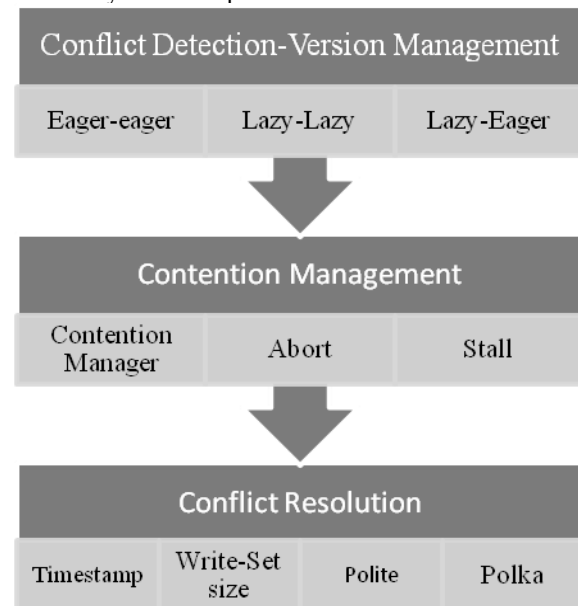 Conflict Detection-Version Management
Eager-eager Lazy-Lazy Lazy-Eager
Contention Management
Contention Manager Abort Stall
Conflict Resolution
Timestamp Write-Set size Polite Polka